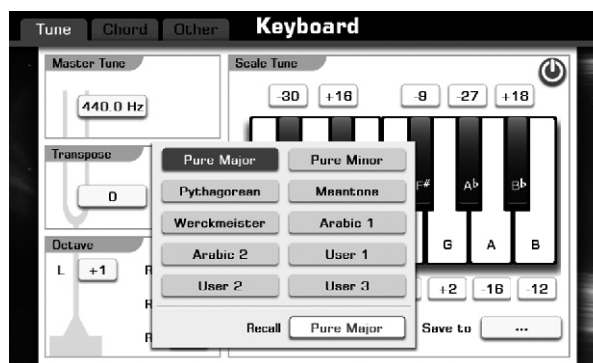 Tune Chord Other Keyboard
Master Tune
440.0 Hz
Transpose
0
Octave
L +1 R
R
R
Scale Tune
-30 +16 -9 -27 +18
F# Ab Bb
G A B
+2 -16 -12
Pure Major Pure Minor
Pythagorean Meantone
Werckmeister Arabic 1
Arabic 2 User 1
User 2 User 3
Recall Pure Major
Save to ...